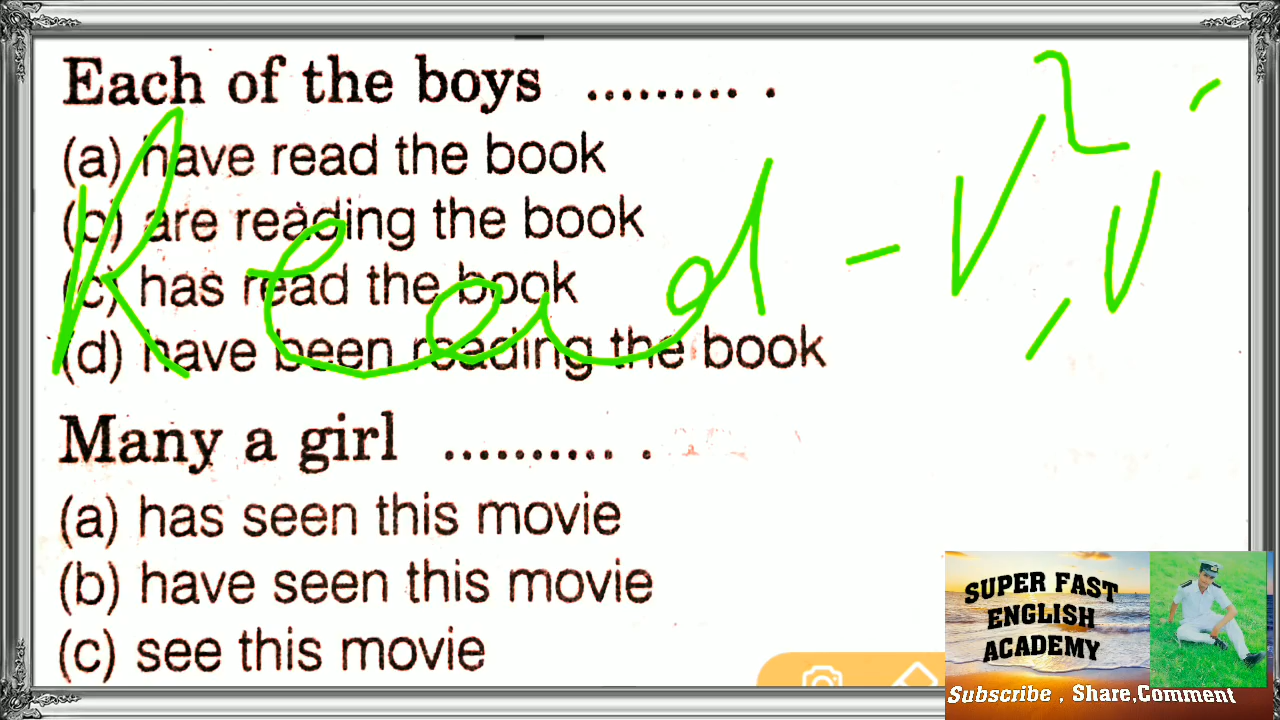 Each of the boys ......... .
(a) have read the book
(b) are reading the book
(c) has read the book
(d) have been reading the book
Read - V², V
Many a girl .......... .
(a) has seen this movie
(b) have seen this movie
(c) see this movie
SUPER FAST
ENGLISH
ACADEMY
Subscribe , Share,Comment